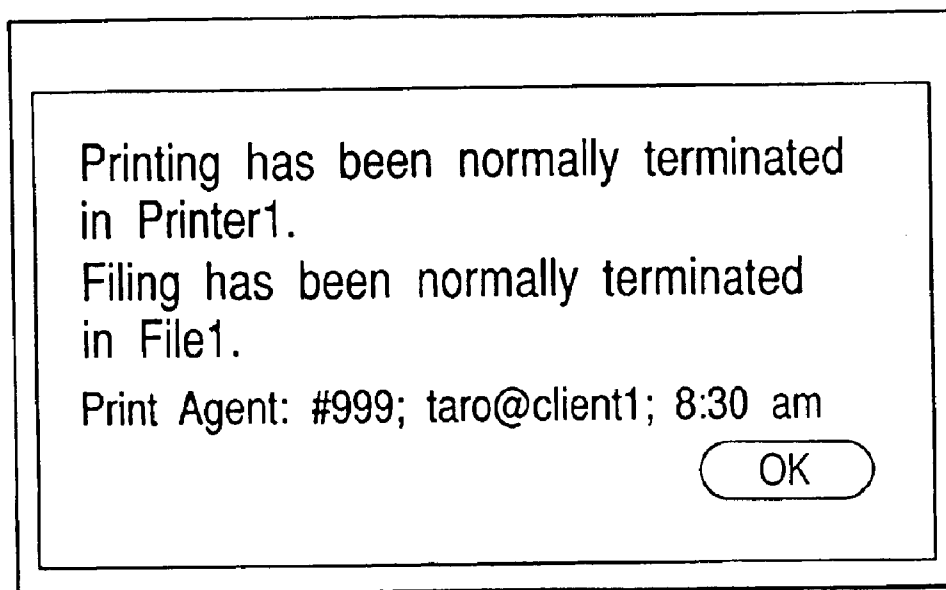 Printing has been normally terminated
in Printer1.
Filing has been normally terminated
in File1.
Print Agent: #999; taro@client1; 8:30 am
OK